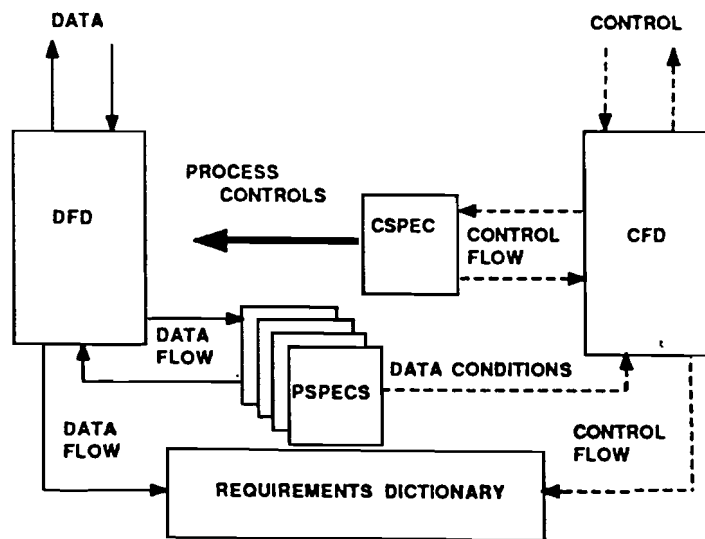 DATA
CONTROL
PROCESS
CONTROLS
DFD
CSPEC
CONTROL
FLOW
CFD
DATA
FLOW
PSPECS
DATA CONDITIONS
DATA
FLOW
CONTROL
FLOW
REQUIREMENTS DICTIONARY